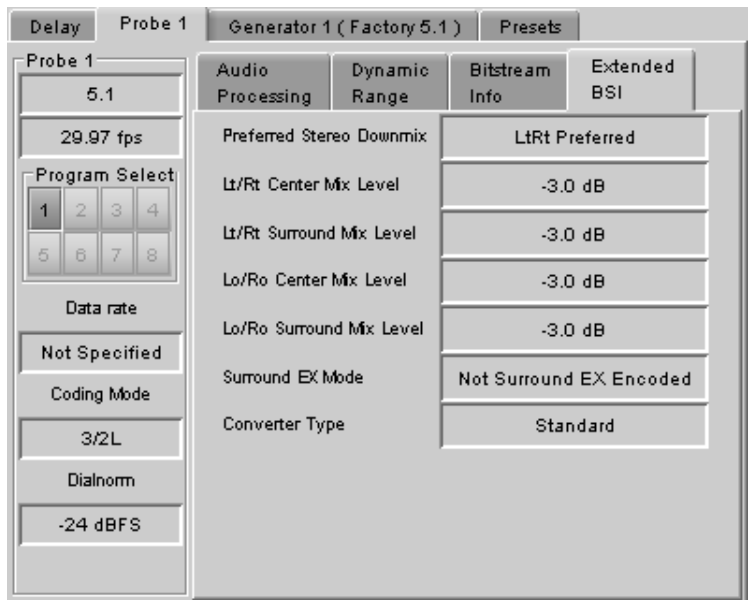 Delay
Probe 1
Generator 1 ( Factory 5.1 )
Presets
Probe 1
5.1
29.97 fps
Program Select
1 2 3 4
5 6 7 8
Data rate
Not Specified
Coding Mode
3/2L
Dialnorm
-24 dBFS
Audio
Processing
Dynamic
Range
Bitstream
Info
Extended
BSI
Preferred Stereo Downmix
LtRt Preferred
Lt/Rt Center Mix Level
-3.0 dB
Lt/Rt Surround Mix Level
-3.0 dB
Lo/Ro Center Mix Level
-3.0 dB
Lo/Ro Surround Mix Level
-3.0 dB
Surround EX Mode
Not Surround EX Encoded
Converter Type
Standard